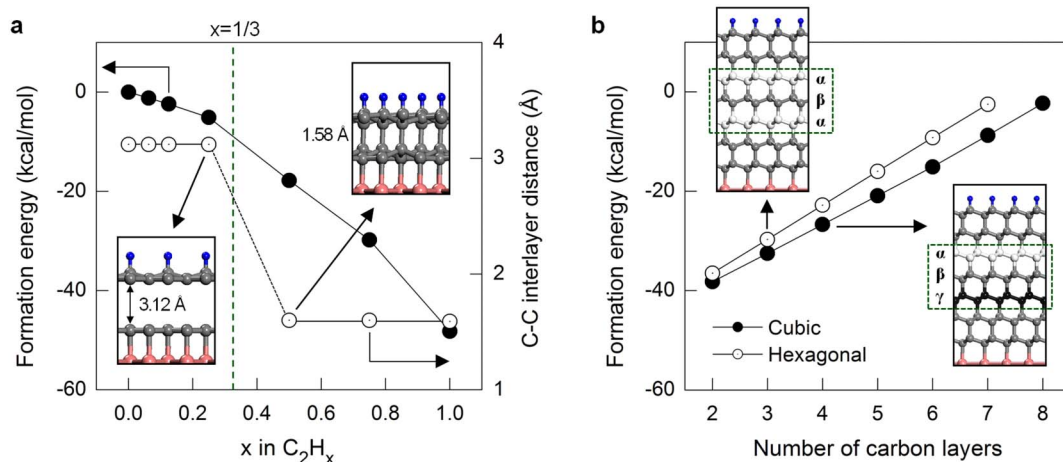 a
x=1/3
Formation energy (kcal/mol)
0
-20
-40
-60
0.0
0.2
0.4
0.6
0.8
1.0
x in C₂Hₓ
C-C interlayer distance (Å)
4
3
2
1
1.58 Å
3.12 Å
b
Formation energy (kcal/mol)
0
-20
-40
-60
2
3
4
5
6
7
8
Number of carbon layers
α
β
α
α
β
γ
Cubic
Hexagonal